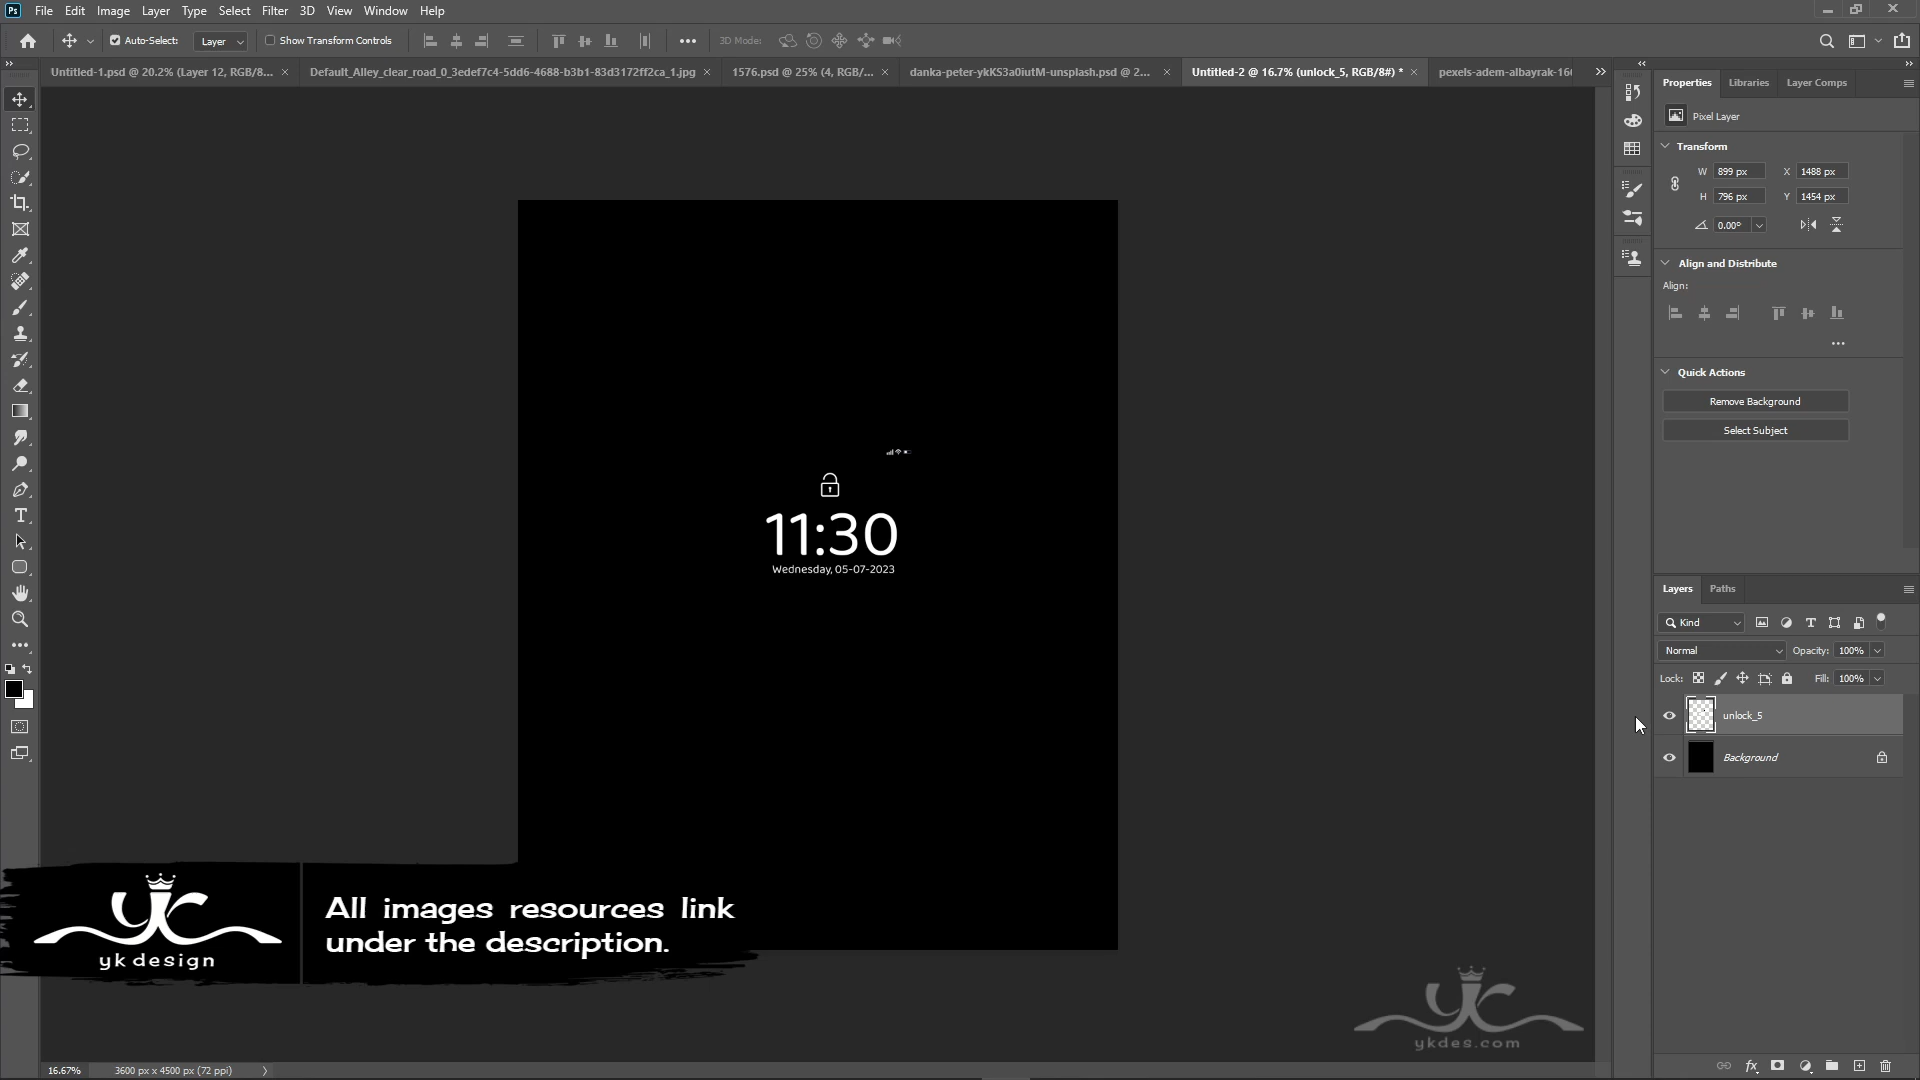 Ps File Edit Image Layer Type Select Filter 3D View Window Help
Auto-Select: Layer Show Transform Controls 3D Mode:
Untitled-1.psd @ 20.2% (Layer 12, RGB/8... Default_Alley_clear_road_0_3edef7c4-5dd6-4688-b3b1-83d3172ff2ca_1.jpg 1576.psd @ 25% (4, RGB/... danka-peter-ykKS3a0iutM-unsplash.psd @ 2... Untitled-2 @ 16.7% (unlock_5, RGB/8#) * pexels-adem-albayrak-16
Properties Libraries Layer Comps
Pixel Layer
Transform
W 899 px X 1488 px
H 796 px Y 1454 px
0.00°
Align and Distribute
Align:
Quick Actions
Remove Background
Select Subject
11:30
Wednesday, 05-07-2023
Layers Paths
Kind
Normal Opacity: 100%
Lock: Fill: 100%
unlock_5
Background
yk design
All images resources link
under the description.
ykdes.com
16.67% 3600 px x 4500 px (72 ppi)